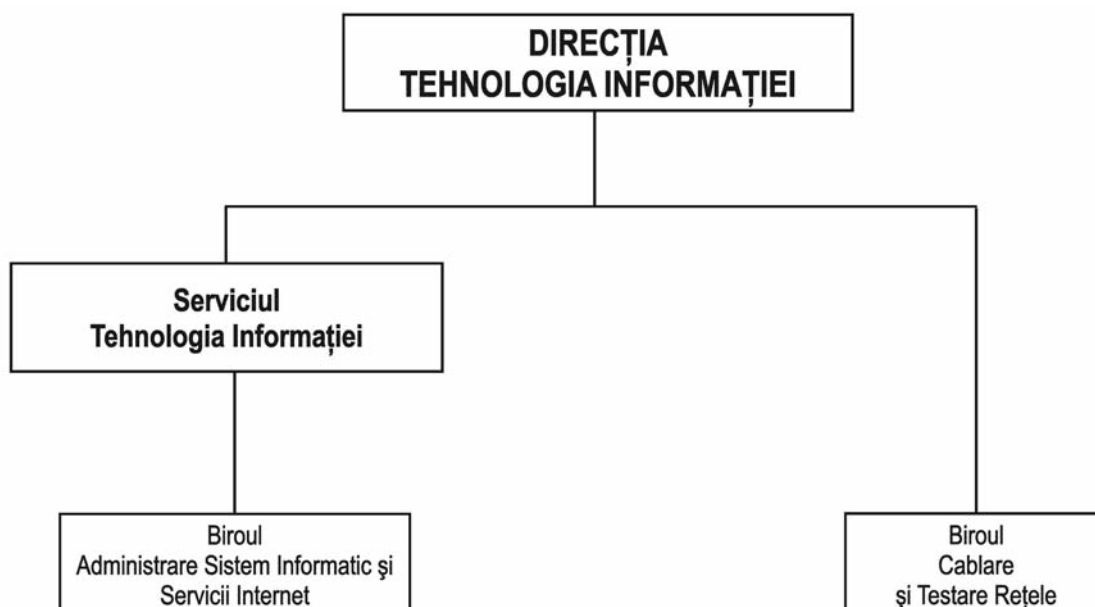 DIRECȚIA
TEHNOLOGIA INFORMAȚIEI
Serviciul
Tehnologia Informației
Biroul
Administrare Sistem Informatic şi
Servicii Internet
Biroul
Cablare
şi Testare Rețele